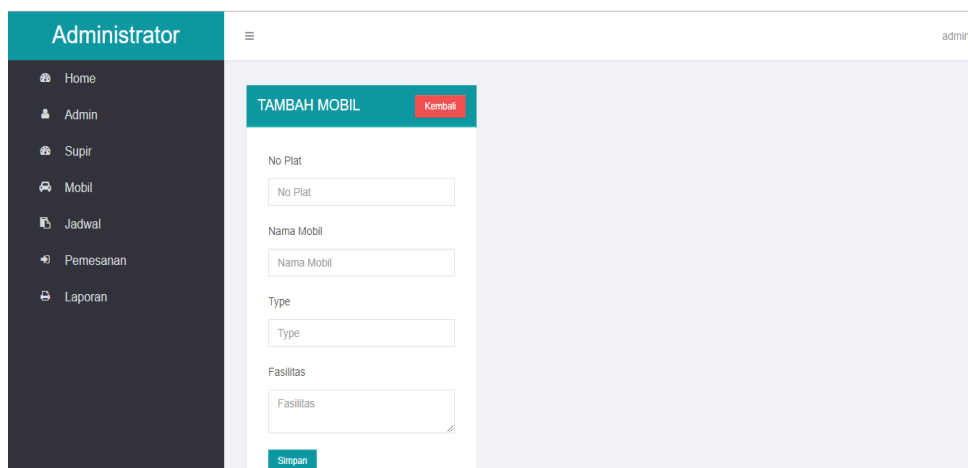 Administrator
admin
Home
Admin
Supir
Mobil
Jadwal
Pemesanan
Laporan
TAMBAH MOBIL Kembali
No Plat
No Plat
Nama Mobil
Nama Mobil
Type
Type
Fasilitas
Fasilitas
Simpan